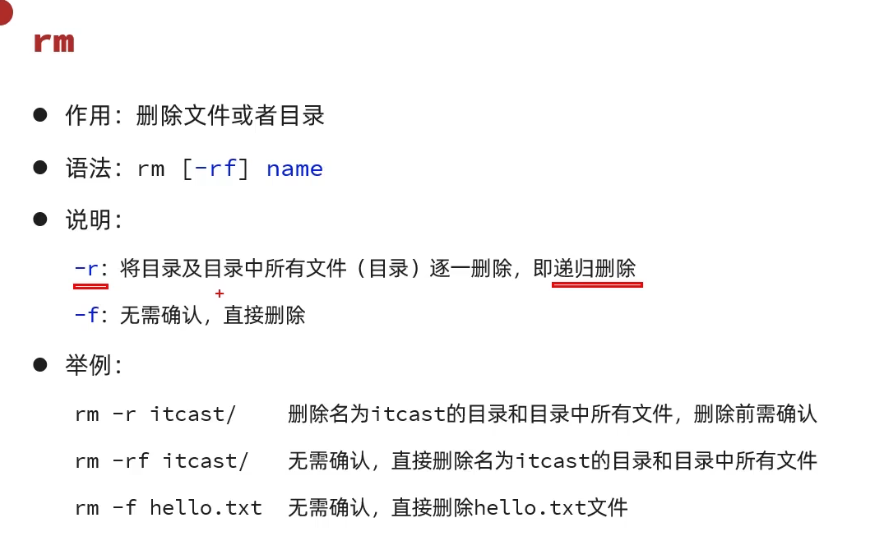 rm
作用：删除文件或者目录
语法：rm [-rf] name
说明：
-r：将目录及目录中所有文件（目录）逐一删除，即递归删除
-f：无需确认，直接删除
举例：
rm -r itcast/ 删除名为itcast的目录和目录中所有文件，删除前需确认
rm -rf itcast/ 无需确认，直接删除名为itcast的目录和目录中所有文件
rm -f hello.txt 无需确认，直接删除hello.txt文件